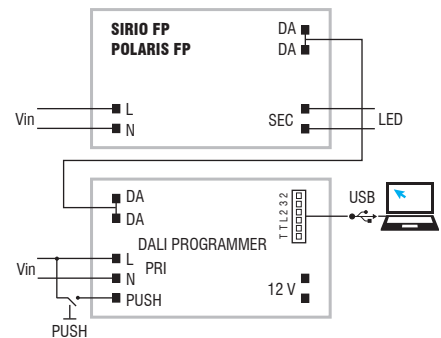 SIRIO FP
POLARIS FP
DA
DA
Vin
L
N
SEC
LED
DA
DA
TTL232
USB
DALI PROGRAMMER
PRI
Vin
L
N
PUSH
12 V
PUSH